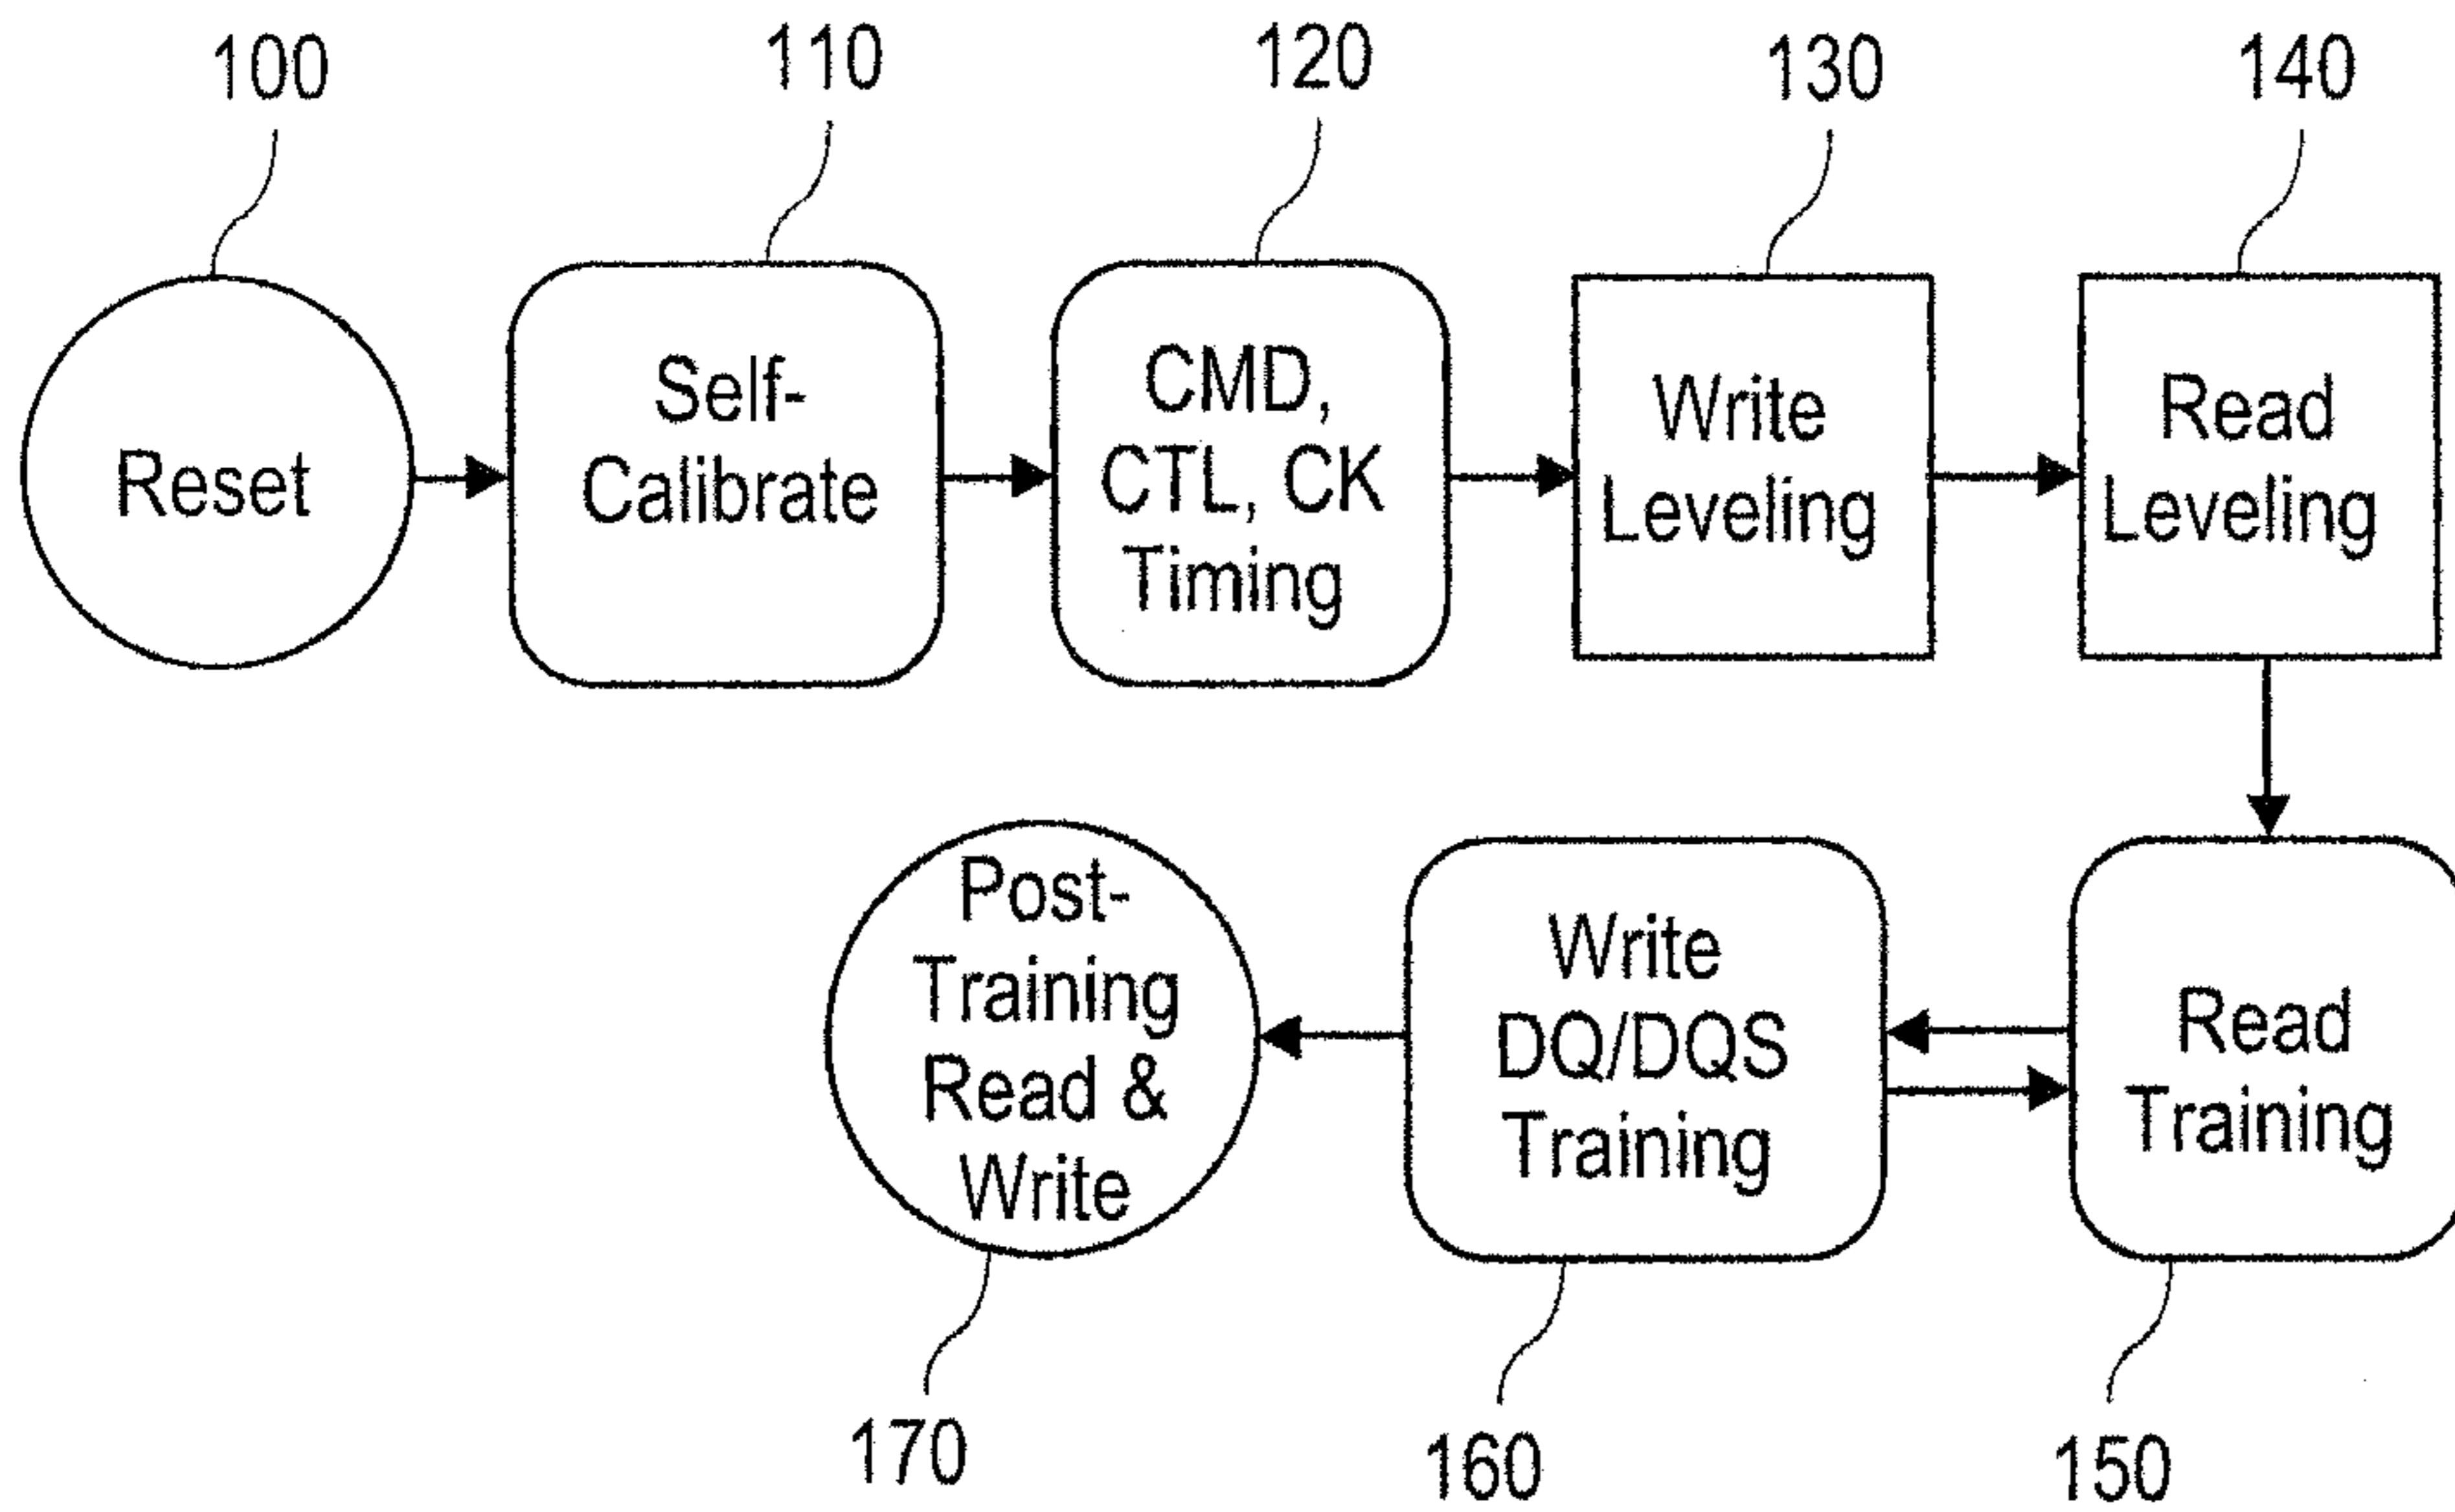 100
110
120
130
140
Reset
Self-
Calibrate
CMD,
CTL, CK
Timing
Write
Leveling
Read
Leveling
Post-
Training
Read &
Write
Write
DQ/DQS
Training
Read
Training
170
160
150